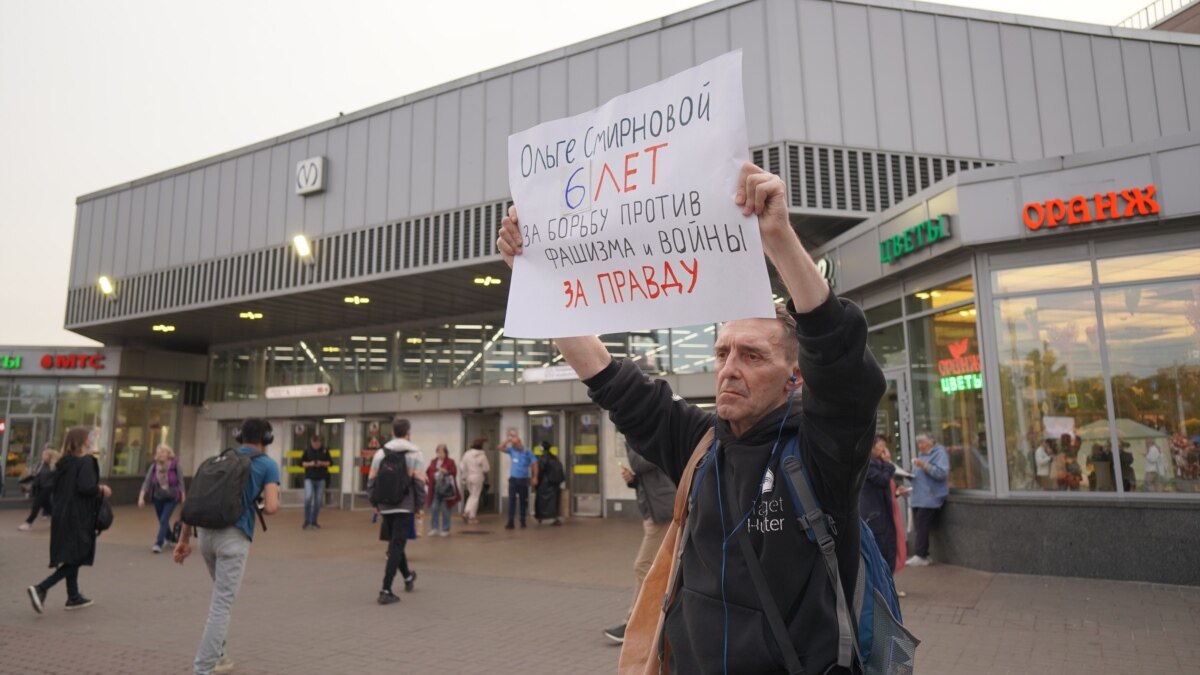 Ольге Смирновой
6 ЛЕТ
ЗА БОРЬБУ ПРОТИВ
ФАШИЗМА и ВОЙНЫ
ЗА ПРАВДУ
ЦВЕТЫ
ОРАНЖ
МТС
ЦВЕТЫ